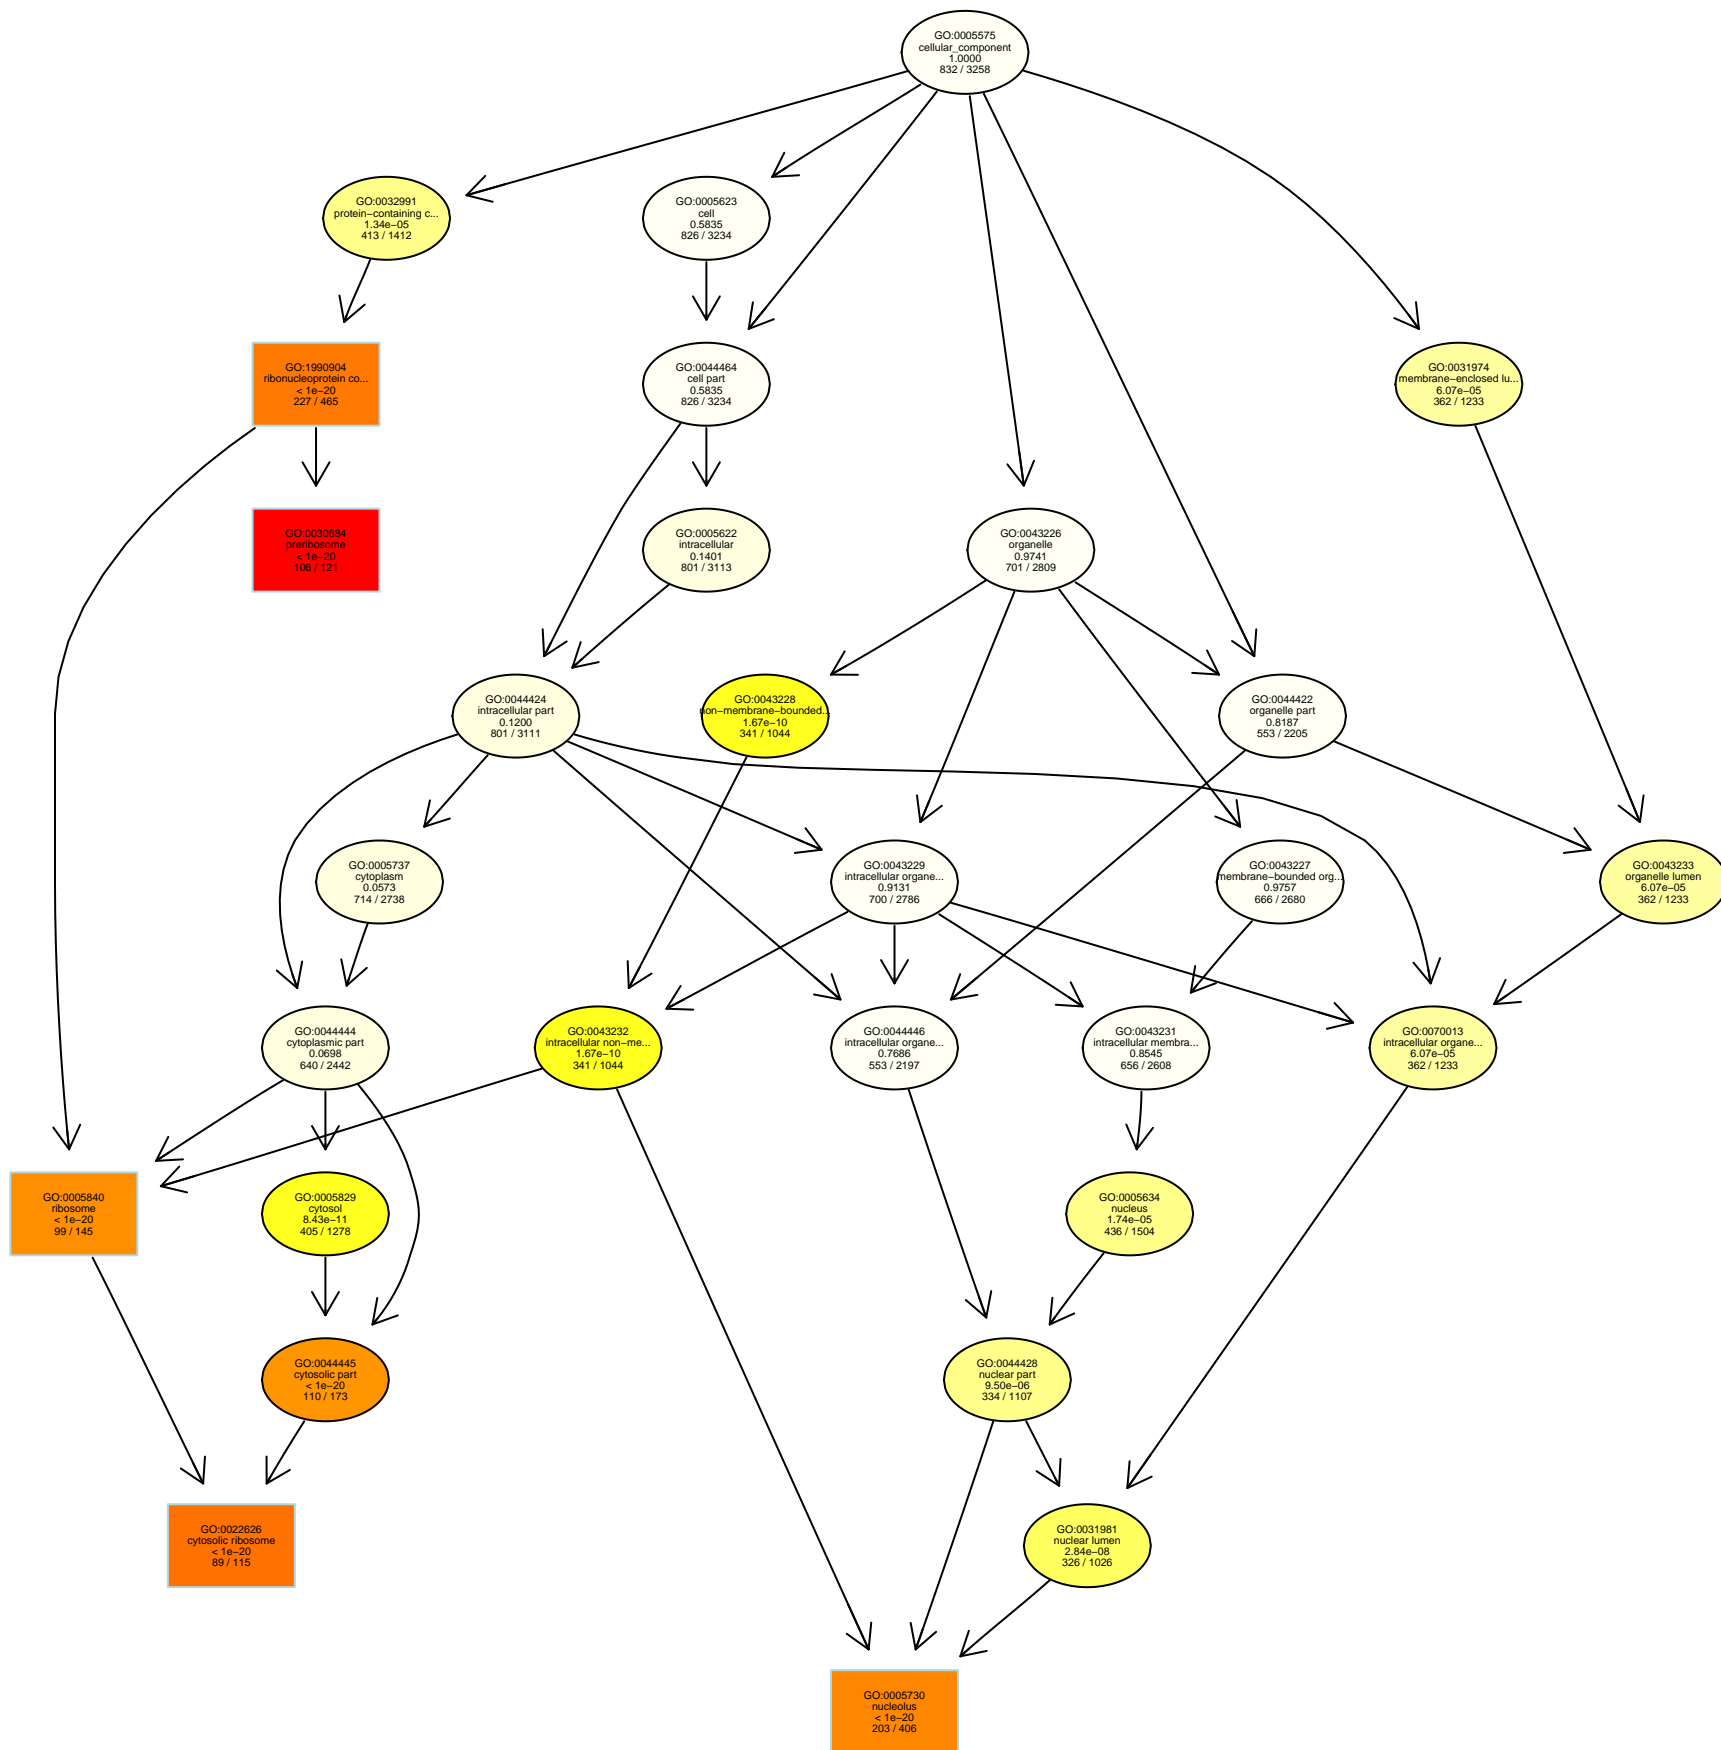 GO:0005575
cellular_component
1.0000
832 / 3258
GO:0032991
protein−containing c...
1.34e−05
413 / 1412
GO:0005623
cell
0.5835
826 / 3234
GO:1990904
ribonucleoprotein co...
< 1e−20
227 / 465
GO:0044464
cell part
0.5835
826 / 3234
GO:0031974
membrane−enclosed lu...
6.07e−05
362 / 1233
GO:0030684
preribosome
< 1e−20
106 / 121
GO:0005622
intracellular
0.1401
801 / 3113
GO:0043226
organelle
0.9741
701 / 2809
GO:0044424
intracellular part
0.1200
801 / 3111
GO:0043228
non−membrane−bounded...
1.67e−10
341 / 1044
GO:0044422
organelle part
0.8187
553 / 2205
GO:0005737
cytoplasm
0.0573
714 / 2738
GO:0043229
intracellular organe...
0.9131
700 / 2786
GO:0043227
membrane−bounded org...
0.9757
666 / 2680
GO:0043233
organelle lumen
6.07e−05
362 / 1233
GO:0044444
cytoplasmic part
0.0698
640 / 2442
GO:0043232
intracellular non−me...
1.67e−10
341 / 1044
GO:0044446
intracellular organe...
0.7686
553 / 2197
GO:0043231
intracellular membra...
0.8545
656 / 2608
GO:0070013
intracellular organe...
6.07e−05
362 / 1233
GO:0005840
ribosome
< 1e−20
99 / 145
GO:0005829
cytosol
8.43e−11
405 / 1278
GO:0005634
nucleus
1.74e−05
436 / 1504
GO:0044445
cytosolic part
< 1e−20
110 / 173
GO:0044428
nuclear part
9.50e−06
334 / 1107
GO:0022626
cytosolic ribosome
< 1e−20
89 / 115
GO:0031981
nuclear lumen
2.84e−08
326 / 1026
GO:0005730
nucleolus
< 1e−20
203 / 406